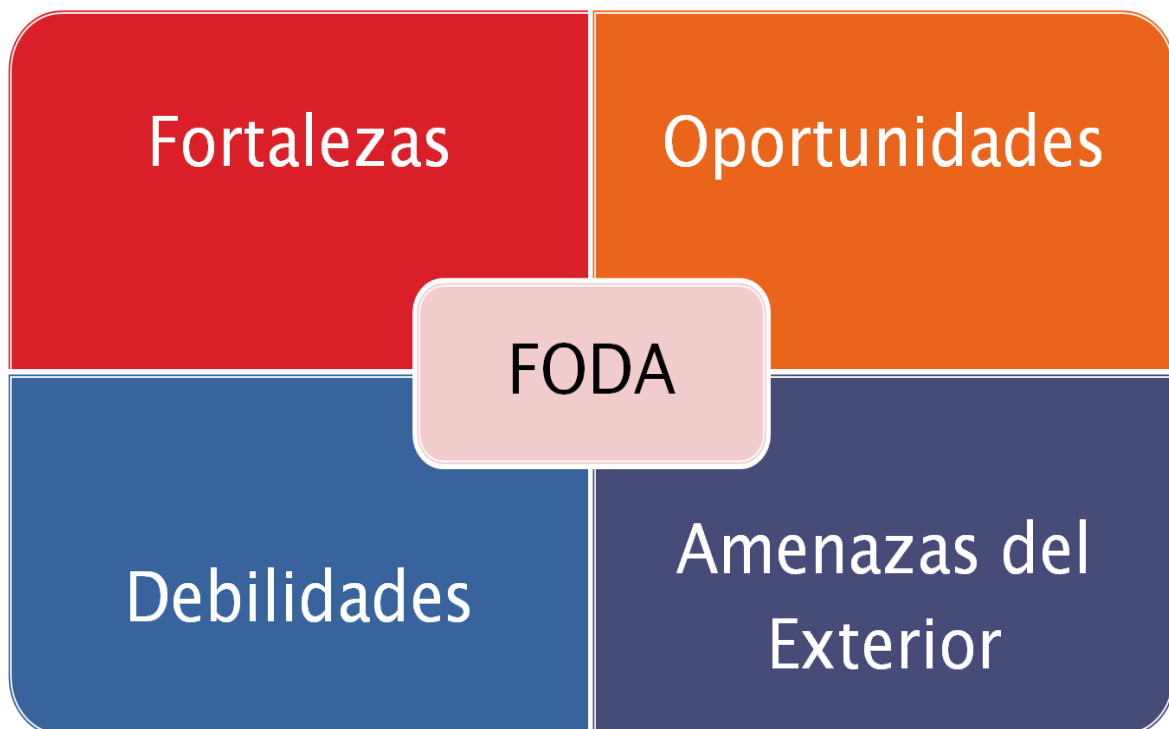 Fortalezas
Oportunidades
FODA
Debilidades
Amenazas del
Exterior